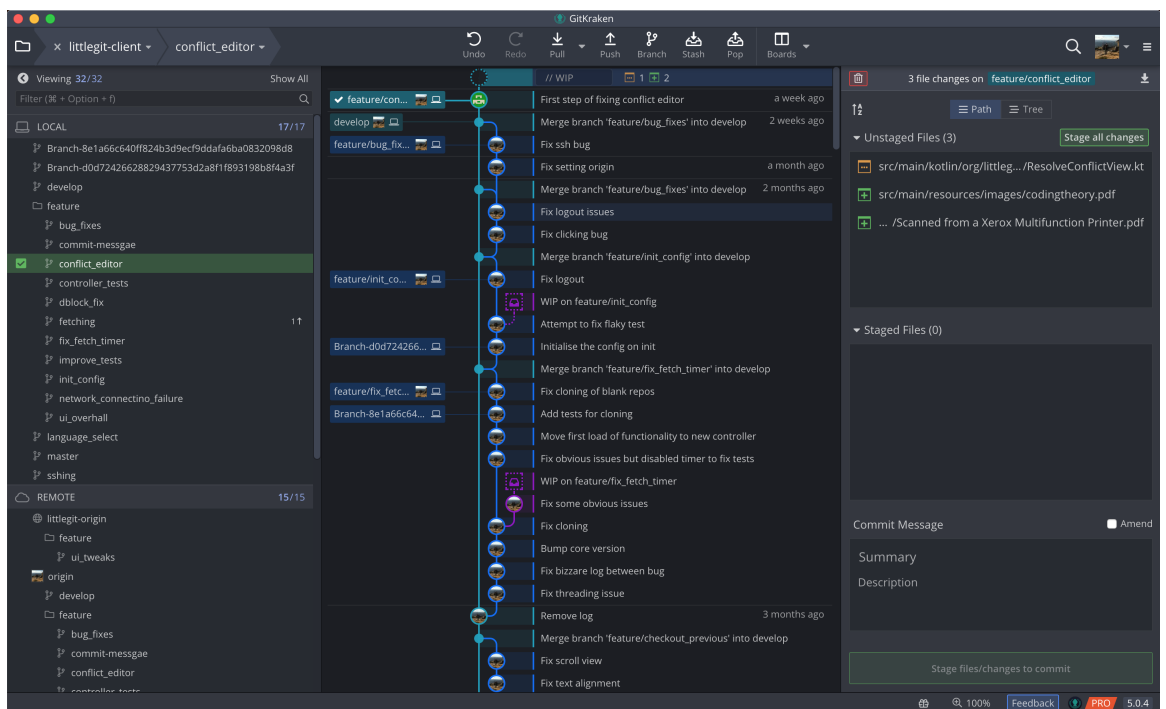 GitKraken
littlegit-client
conflict_editor
Undo
Redo
Pull
Push
Branch
Stash
Pop
Boards
Viewing 32/32
Show All
Filter (⌘ + Option + f)
LOCAL
17/17
Branch-8e1a66c640ff824b3d9ecf9ddafa6ba0832098d8
Branch-d0d72426628829437753d2a8f1f893198b8f4a3f
develop
feature
bug_fixes
commit-messgae
conflict_editor
controller_tests
dblock_fix
fetching
1↑
fix_fetch_timer
improve_tests
init_config
network_connectino_failure
ui_overhall
language_select
master
sshing
REMOTE
15/15
littlegit-origin
feature
ui_tweaks
origin
develop
feature
bug_fixes
commit-messgae
conflict_editor
controller_tests
// WIP
1
2
feature/con...
First step of fixing conflict editor
a week ago
develop
Merge branch 'feature/bug_fixes' into develop
2 weeks ago
feature/bug_fix...
Fix ssh bug
Fix setting origin
a month ago
Merge branch 'feature/bug_fixes' into develop
2 months ago
Fix logout issues
Fix clicking bug
Merge branch 'feature/init_config' into develop
feature/init_co...
Fix logout
WIP on feature/init_config
Attempt to fix flaky test
Branch-d0d724266...
Initialise the config on init
Merge branch 'feature/fix_fetch_timer' into develop
feature/fix_fetc...
Fix cloning of blank repos
Branch-8e1a66c64...
Add tests for cloning
Move first load of functionality to new controller
Fix obvious issues but disabled timer to fix tests
WIP on feature/fix_fetch_timer
Fix some obvious issues
Fix cloning
Bump core version
Fix bizzare log between bug
Fix threading issue
Remove log
3 months ago
Merge branch 'feature/checkout_previous' into develop
Fix scroll view
Fix text alignment
3 file changes on feature/conflict_editor
Path
Tree
Unstaged Files (3)
Stage all changes
src/main/kotlin/org/littleg... /ResolveConflictView.kt
src/main/resources/images/codingtheory.pdf
... /Scanned from a Xerox Multifunction Printer.pdf
Staged Files (0)
Commit Message
Amend
Summary
Description
Stage files/changes to commit
100%
Feedback
PRO
5.0.4